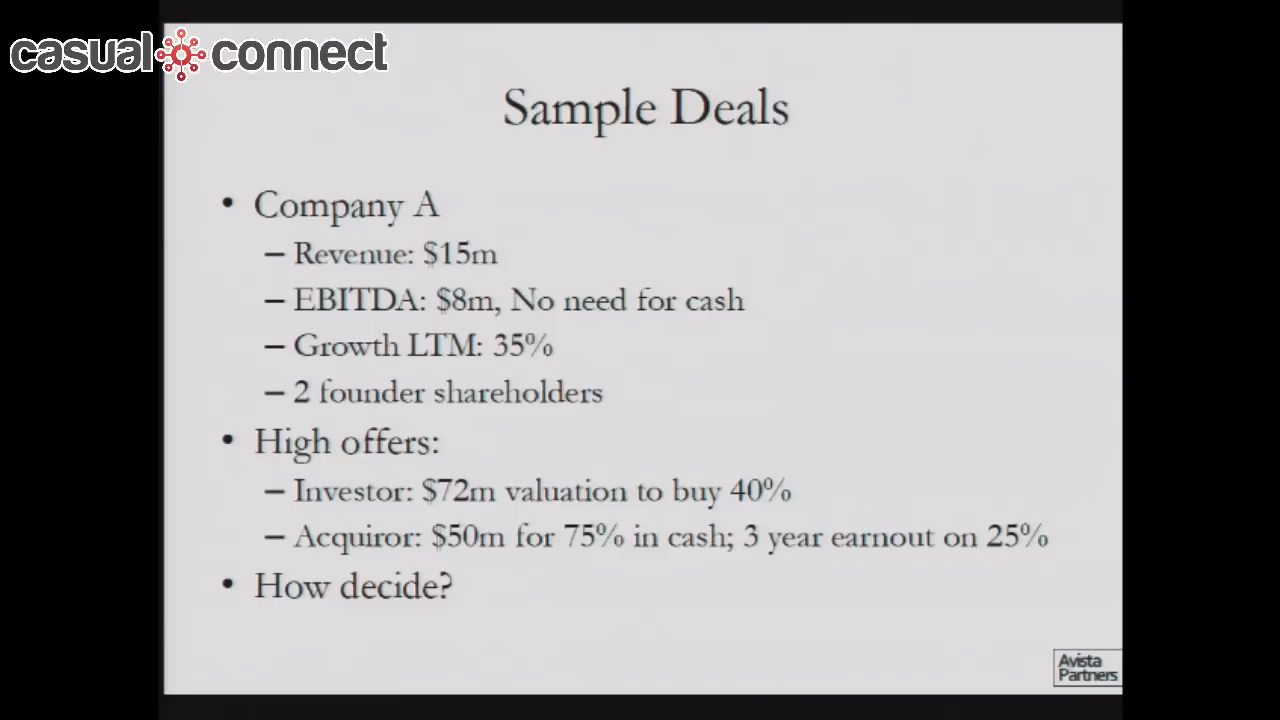 casual connect
Sample Deals
• Company A
– Revenue: $15m
– EBITDA: $8m, No need for cash
– Growth LTM: 35%
– 2 founder shareholders
• High offers:
– Investor: $72m valuation to buy 40%
– Acquiror: $50m for 75% in cash; 3 year earnout on 25%
• How decide?
Avista
Partners